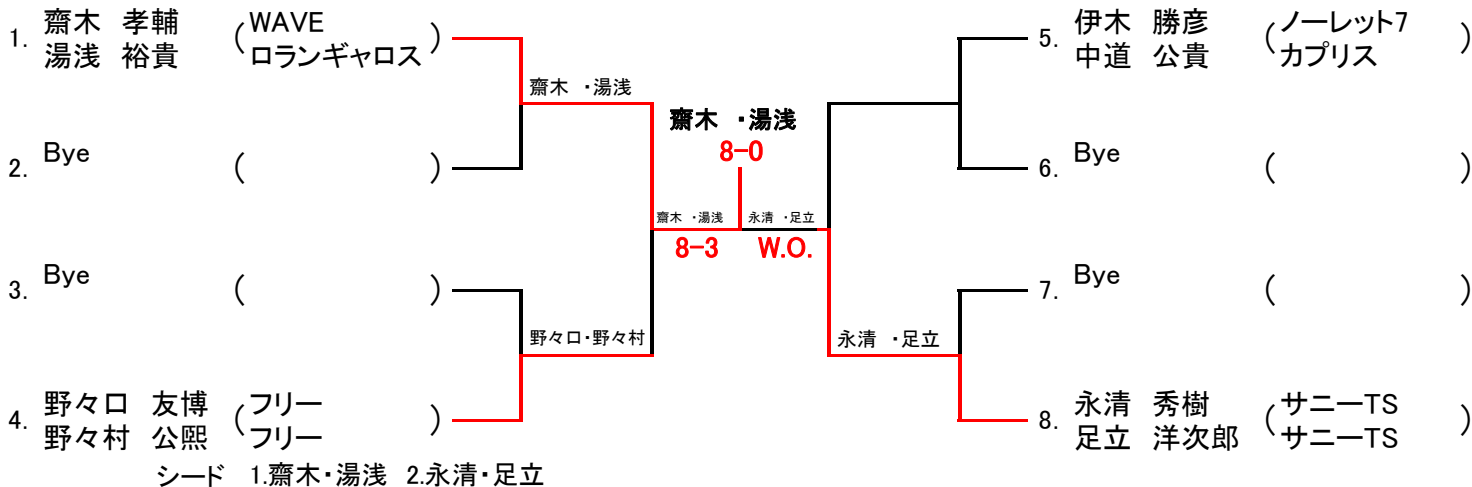 1. 齋木 孝輔 (WAVE
湯浅 裕貴 ロランギャロス)
齋木 ・湯浅
2. Bye ( )
3. Bye ( )
野々口・野々村
4. 野々口 友博 (フリー
野々村 公熙 フリー)
齋木 ・湯浅
8-0
齋木 ・湯浅
8-3
永清 ・足立
W.O.
5. 伊木 勝彦 (ノーレット7
中道 公貴 カプリス)
6. Bye ( )
7. Bye ( )
永清 ・足立
8. 永清 秀樹 (サニーTS
足立 洋次郎 サニーTS)
シード 1.齋木・湯浅 2.永清・足立